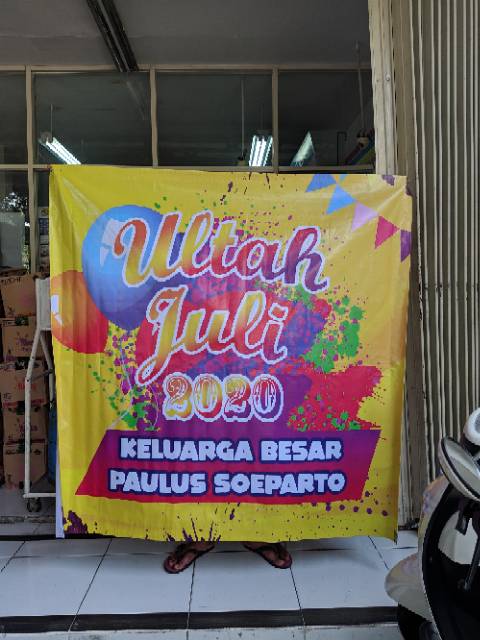 Ultah
Juli
2020
KELUARGA BESAR
PAULUS SOEPARTO